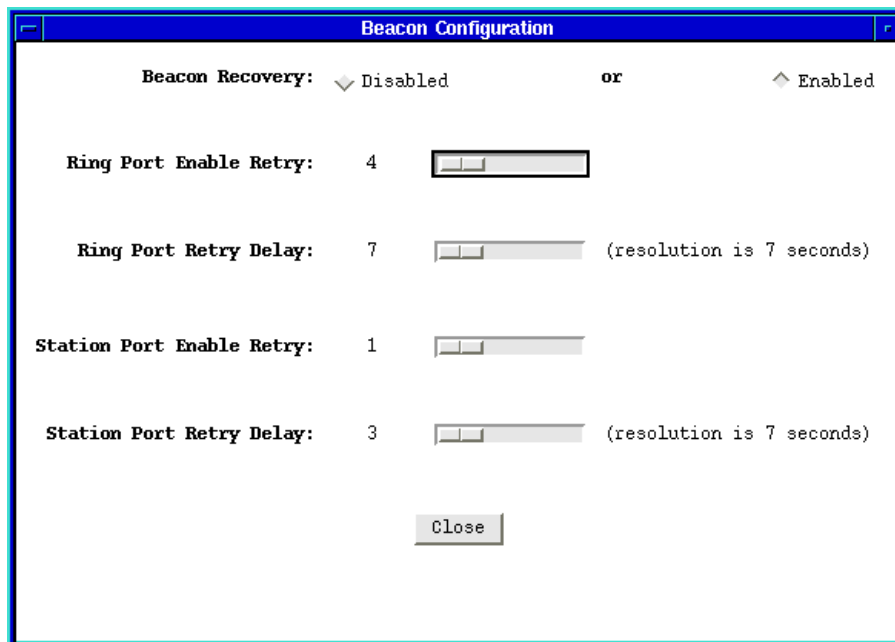 Beacon Configuration
Beacon Recovery: Disabled or Enabled
Ring Port Enable Retry: 4
Ring Port Retry Delay: 7 (resolution is 7 seconds)
Station Port Enable Retry: 1
Station Port Retry Delay: 3 (resolution is 7 seconds)
Close